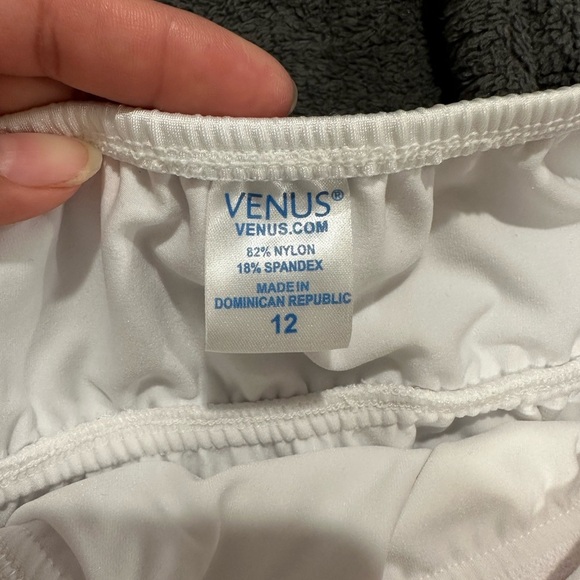 VENUS®
VENUS.COM
82% NYLON
18% SPANDEX
MADE IN
DOMINICAN REPUBLIC
12